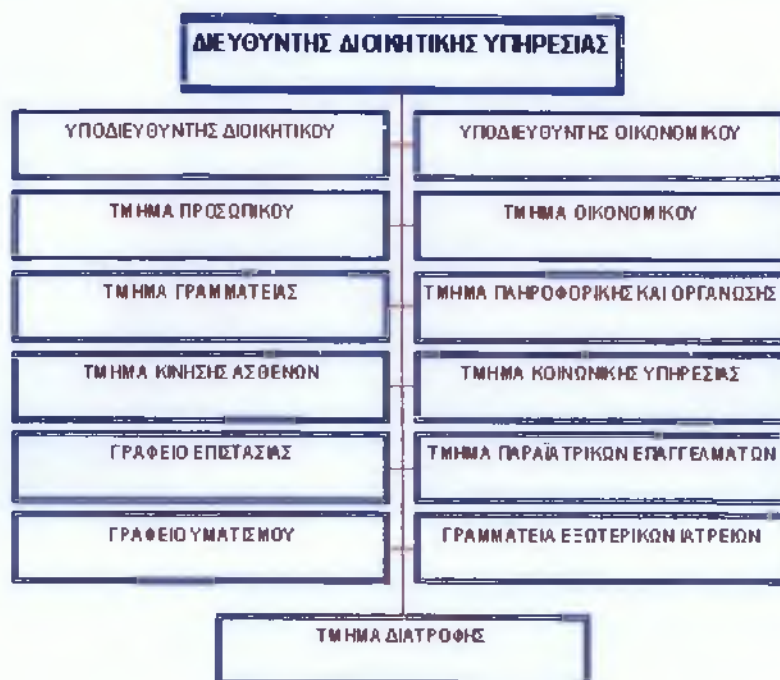 ΔΙΕΥΘΥΝΤΗΣ ΔΙΟΙΚΗΤΙΚΗΣ ΥΠΗΡΕΣΙΑΣ
ΥΠΟΔΙΕΥΘΥΝΤΗΣ ΔΙΟΙΚΗΤΙΚΟΥ
ΥΠΟΔΙΕΥΘΥΝΤΗΣ ΟΙΚΟΝΟΜΙΚΟΥ
ΤΜΗΜΑ ΠΡΟΣΩΠΙΚΟΥ
ΤΜΗΜΑ ΟΙΚΟΝΟΜΙΚΟΥ
ΤΜΗΜΑ ΓΡΑΜΜΑΤΕΙΑΣ
ΤΜΗΜΑ ΠΛΗΡΟΦΟΡΙΚΗΣ ΚΑΙ ΟΡΓΑΝΩΣΗΣ
ΤΜΗΜΑ ΚΙΝΗΣΗΣ ΑΣΘΕΝΩΝ
ΤΜΗΜΑ ΚΟΙΝΩΝΙΚΗΣ ΥΠΗΡΕΣΙΑΣ
ΓΡΑΦΕΙΟ ΕΠΙΣΤΑΣΙΑΣ
ΤΜΗΜΑ ΠΑΡΑΪΑΤΡΙΚΩΝ ΕΠΑΓΓΕΛΜΑΤΩΝ
ΓΡΑΦΕΙΟ ΥΜΑΤΙΣΜΟΥ
ΓΡΑΜΜΑΤΕΙΑ ΕΞΩΤΕΡΙΚΩΝ ΙΑΤΡΕΙΩΝ
ΤΜΗΜΑ ΔΙΑΤΡΟΦΗΣ